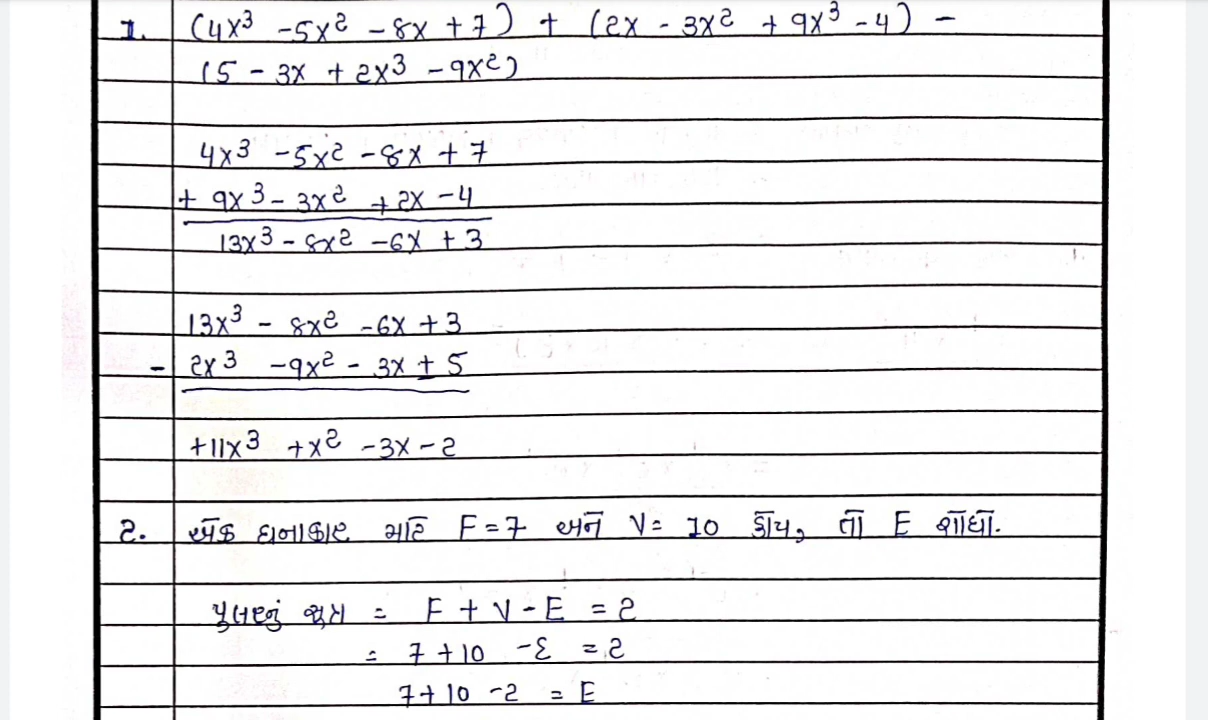 1. (4x³ -5x² -8x +7) + (2x - 3x² + 9x³ -4) -
(5 - 3x + 2x³ -9x²)
4x³ -5x² -8x +7
+ 9x³ - 3x² +2x -4
13x³ - 8x² -6x +3
13x³ - 8x² -6x +3
- 2x³ -9x² - 3x + 5
+11x³ +x² -3x -2
2. એક ઘનાકાર માટે F=7 અને V= 10 હોય, તો E શોધો.
યુલરનું સૂત્ર = F + V - E = 2
= 7 +10 -E = 2
7+10 -2 = E